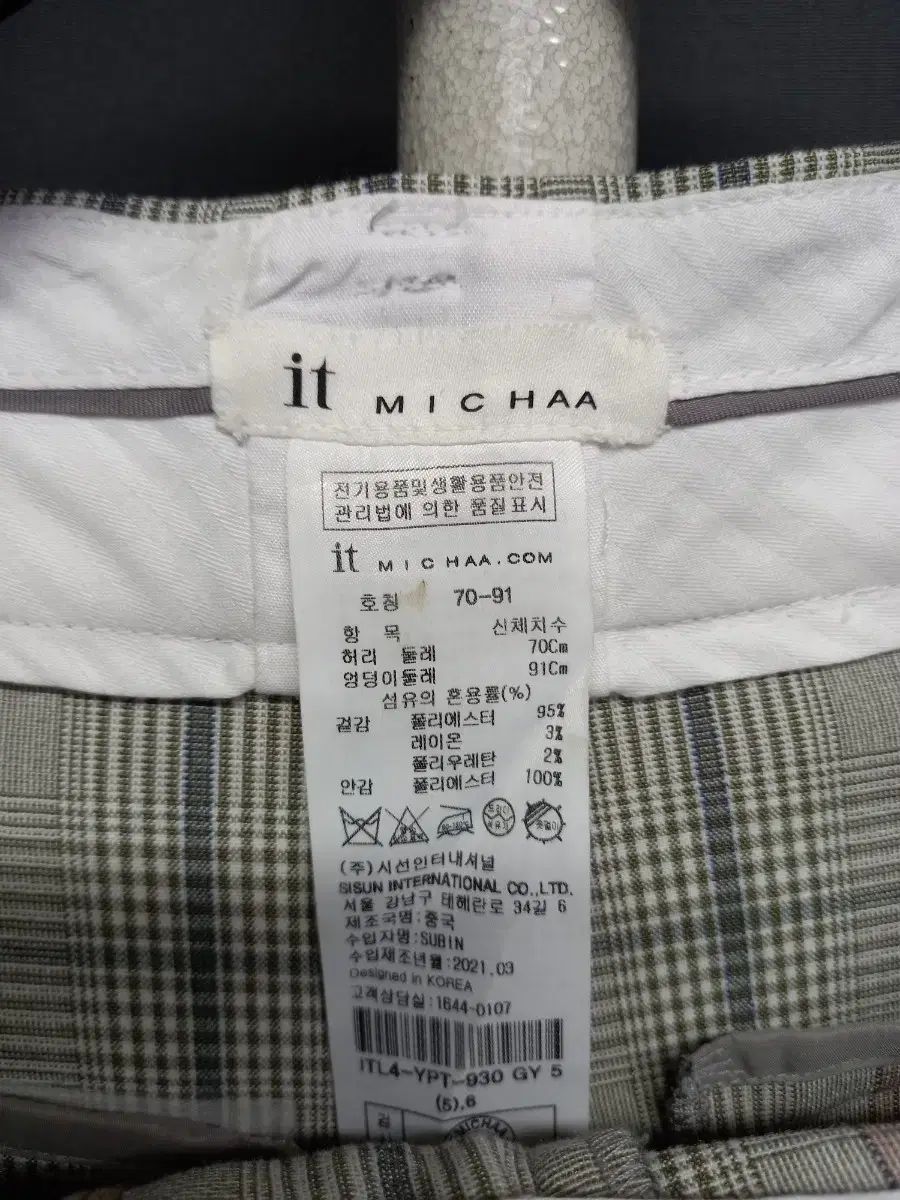 it MICHAA
전기용품및생활용품안전
관리법에 의한 품질표시
it MICHAA.COM
호칭 70-91
항 목 신체치수
허리 둘레 70Cm
엉덩이둘레 91Cm
섬유의 혼용률(%)
겉감 폴리에스터 95%
레이온 3%
폴리우레탄 2%
안감 폴리에스터 100%
(주)시선인터내셔널
SISUN INTERNATIONAL CO.,LTD.
서울 강남구 테헤란로 34길 6
제조국명:중국
수입자명:SUBIN
수입제조년월:2021.03
Designed in KOREA
고객상담실:1644-0107
ITL4-YPT-930 GY 5
(5).6
MICHAA